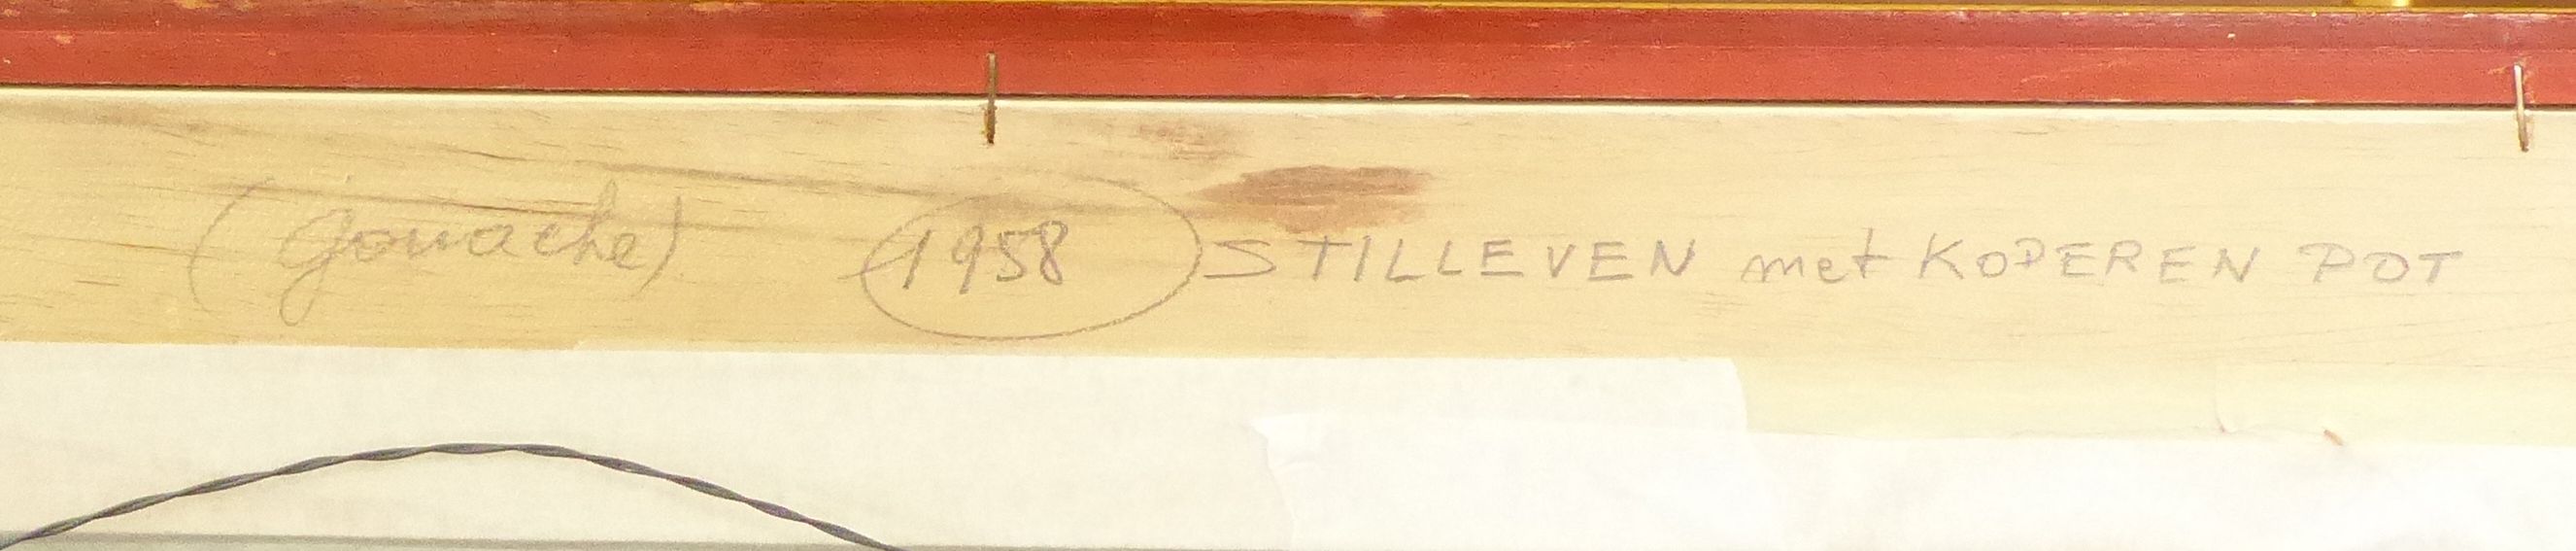 (gouache) 1958 STILLEVEN met KOPEREN POT